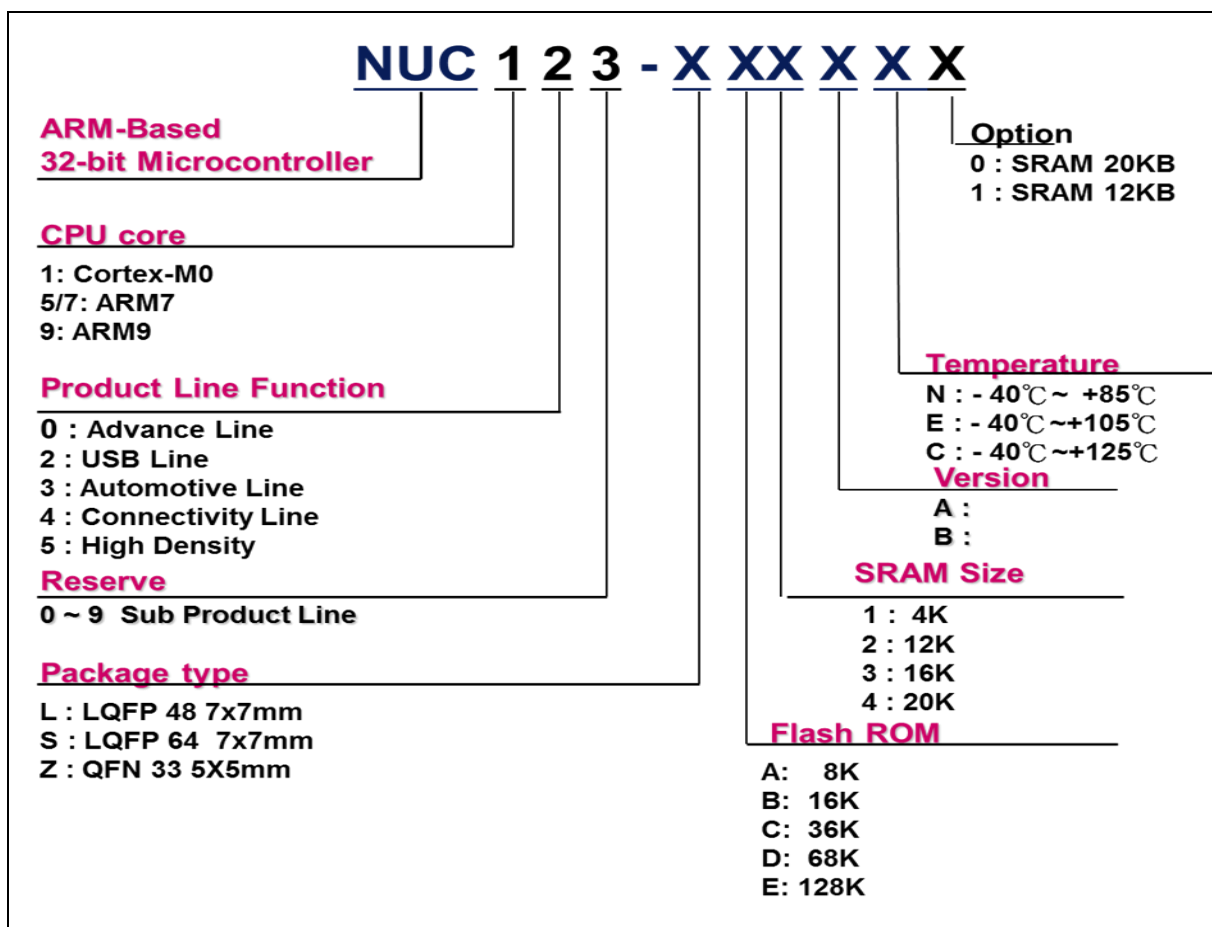 NUC 1 2 3 - X XX X X X
ARM-Based
32-bit Microcontroller
CPU core
1: Cortex-M0
5/7: ARM7
9: ARM9
Product Line Function
0 : Advance Line
2 : USB Line
3 : Automotive Line
4 : Connectivity Line
5 : High Density
Reserve
0 ~ 9 Sub Product Line
Package type
L : LQFP 48 7x7mm
S : LQFP 64 7x7mm
Z : QFN 33 5X5mm
Option
0 : SRAM 20KB
1 : SRAM 12KB
Temperature
N : - 40℃ ~ +85℃
E : - 40℃ ~+105℃
C : - 40℃ ~+125℃
Version
A :
B :
SRAM Size
1 : 4K
2 : 12K
3 : 16K
4 : 20K
Flash ROM
A: 8K
B: 16K
C: 36K
D: 68K
E: 128K